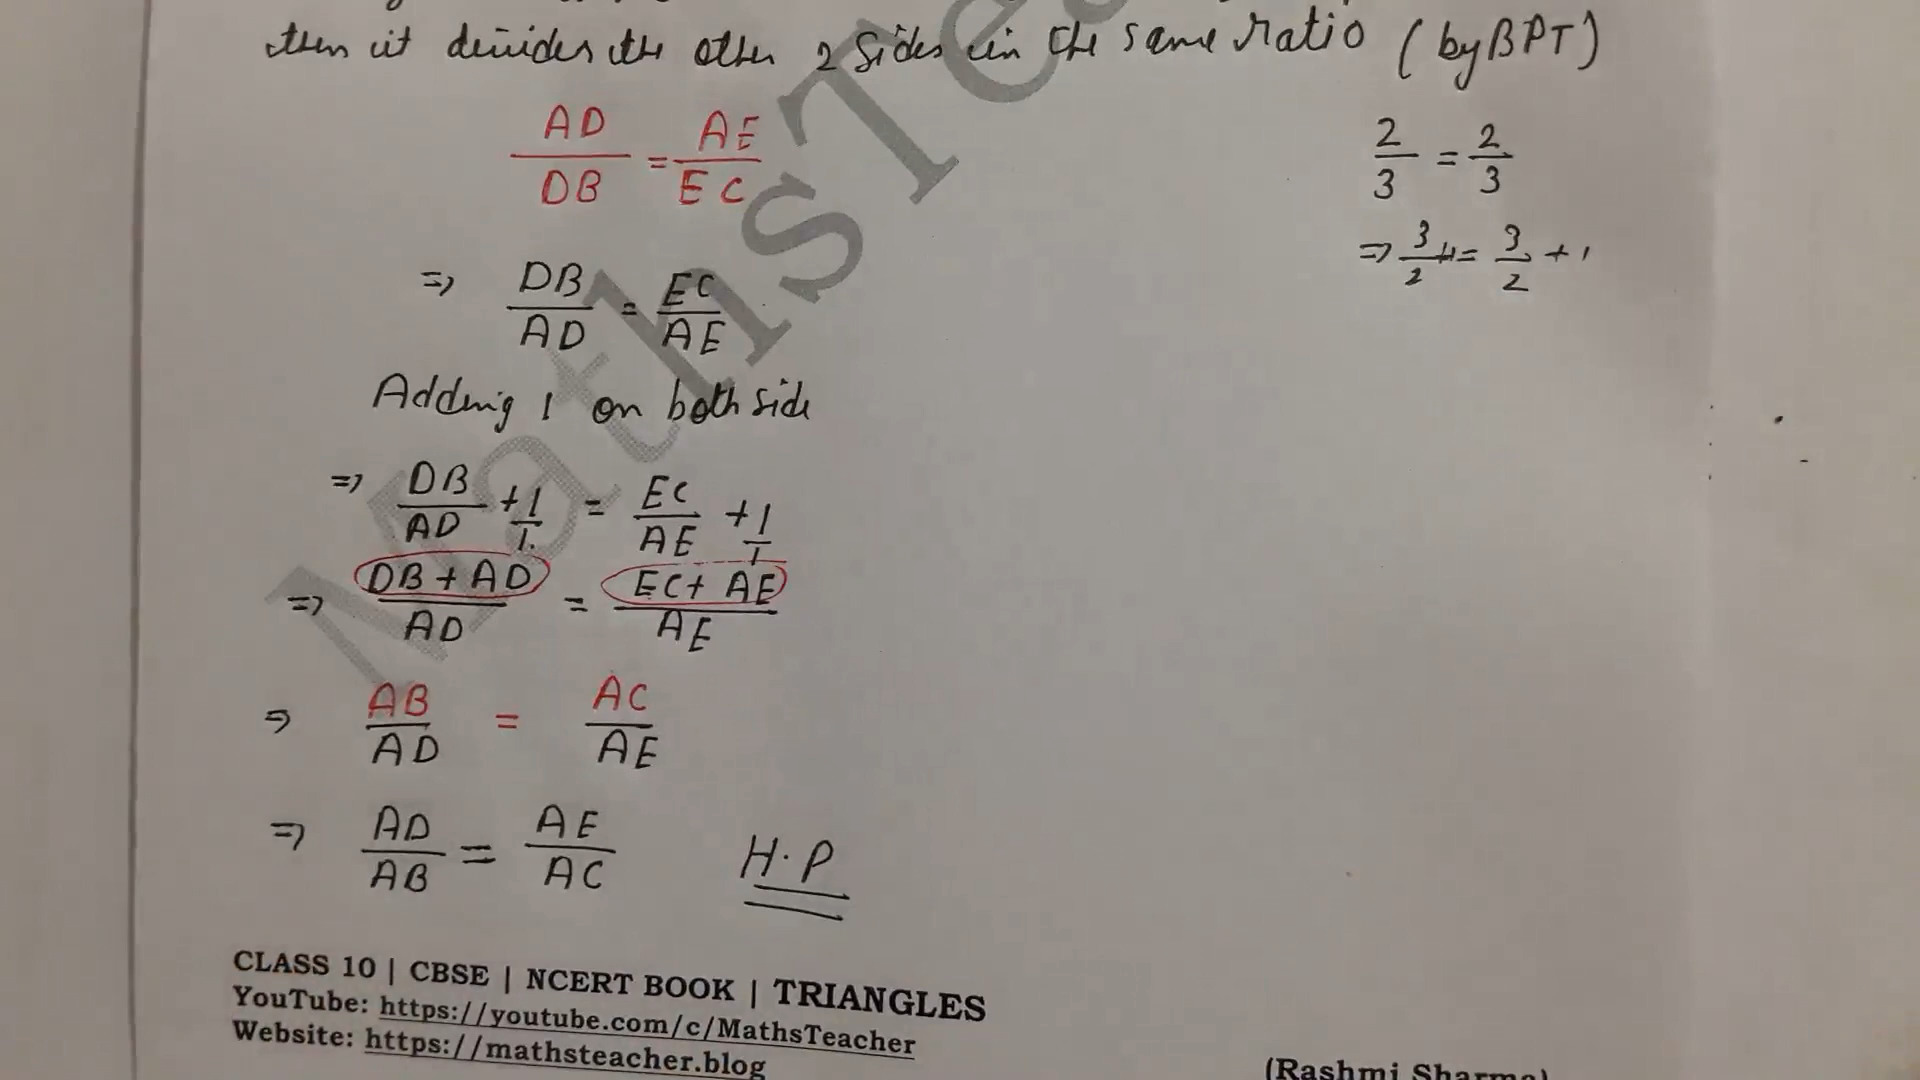 then it divides the other 2 sides in the same ratio (by BPT)
AD/DB = AE/EC
2/3 = 2/3
=> 3/2 +1 = 3/2 + 1
=> DB/AD = EC/AE
Adding 1 on both side
=> DB/AD + 1/1 = EC/AE + 1/1
=> DB + AD/AD = EC + AE/AE
=> AB/AD = AC/AE
=> AD/AB = AE/AC H.P
CLASS 10 | CBSE | NCERT BOOK | TRIANGLES
YouTube: https://youtube.com/c/MathsTeacher
Website: https://mathsteacher.blog
(Rashmi Sharma)
MathsTe